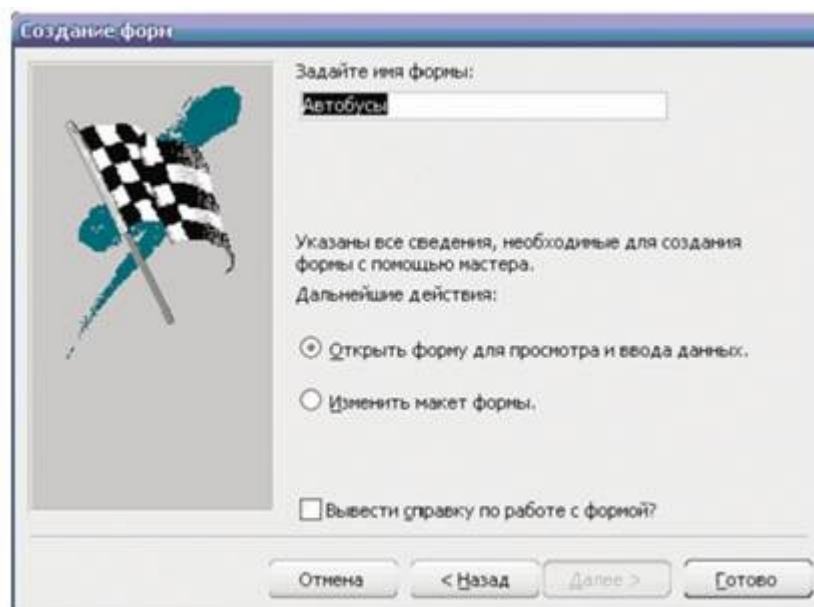 Создание форм
Задайте имя формы:
Автобусы
Указаны все сведения, необходимые для создания
формы с помощью мастера.
Дальнейшие действия:
Открыть форму для просмотра и ввода данных.
Изменить макет формы.
Вывести справку по работе с формой?
Отмена < Назад Далее > Готово